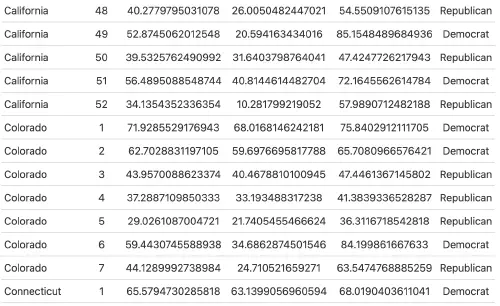 California 48 40.2779795031078 26.0050482447021 54.5509107615135 Republican
California 49 52.8745062012548 20.594163434016 85.1548489684936 Democrat
California 50 39.5325762490992 31.6403798764041 47.4247726217943 Republican
California 51 56.4895088548744 40.8144614482704 72.1645562614784 Democrat
California 52 34.1354352336354 10.281799219052 57.9890712482188 Republican
Colorado 1 71.9285529176943 68.0168146242181 75.8402912111705 Democrat
Colorado 2 62.7028831197105 59.6976695817788 65.7080966576421 Democrat
Colorado 3 43.9570088623374 40.4678810100945 47.4461367145802 Republican
Colorado 4 37.2887109850333 33.193488317238 41.3839336528287 Republican
Colorado 5 29.0261087004721 21.7405455466624 36.3116718542818 Republican
Colorado 6 59.4430745588938 34.6862874501546 84.199861667633 Democrat
Colorado 7 44.1289992738984 24.710521659271 63.5474768885259 Republican
Connecticut 1 65.5794730285818 63.1399056960594 68.0190403611041 Democrat